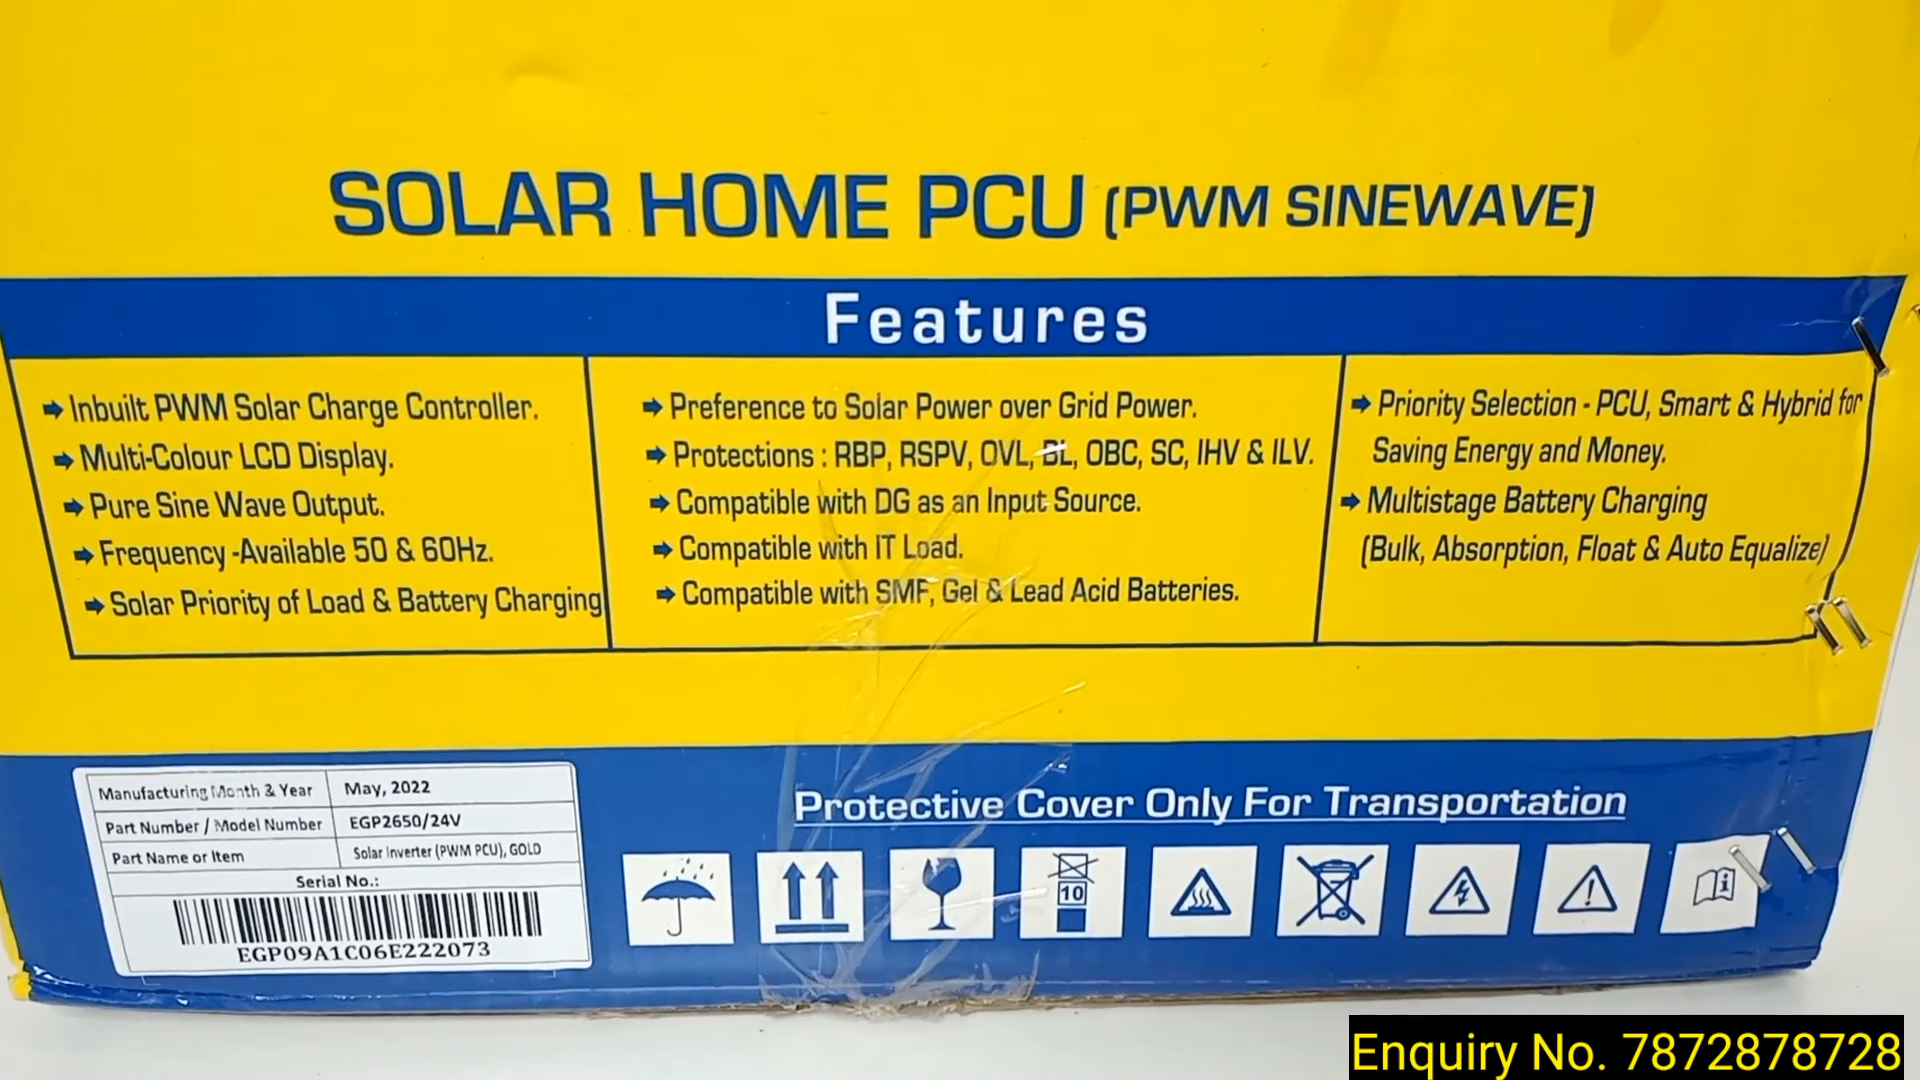 SOLAR HOME PCU (PWM SINEWAVE)
Features
Inbuilt PWM Solar Charge Controller.
Multi-Colour LCD Display.
Pure Sine Wave Output.
Frequency -Available 50 & 60Hz.
Solar Priority of Load & Battery Charging
Preference to Solar Power over Grid Power.
Protections : RBP, RSPV, OVL, BL, OBC, SC, IHV & ILV.
Compatible with DG as an Input Source.
Compatible with IT Load.
Compatible with SMF, Gel & Lead Acid Batteries.
Priority Selection - PCU, Smart & Hybrid for
Saving Energy and Money.
Multistage Battery Charging
(Bulk, Absorption, Float & Auto Equalize)
Manufacturing Month & Year May, 2022
Part Number / Model Number EGP2650/24V
Part Name or Item Solar Inverter (PWM PCU), GOLD
Serial No.:
EGP09A1C06E222073
Protective Cover Only For Transportation
10
Enquiry No. 7872878728